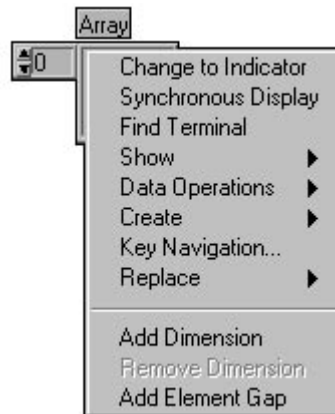 Array
0
Change to Indicator
Synchronous Display
Find Terminal
Show
Data Operations
Create
Key Navigation...
Replace
Add Dimension
Remove Dimension
Add Element Gap